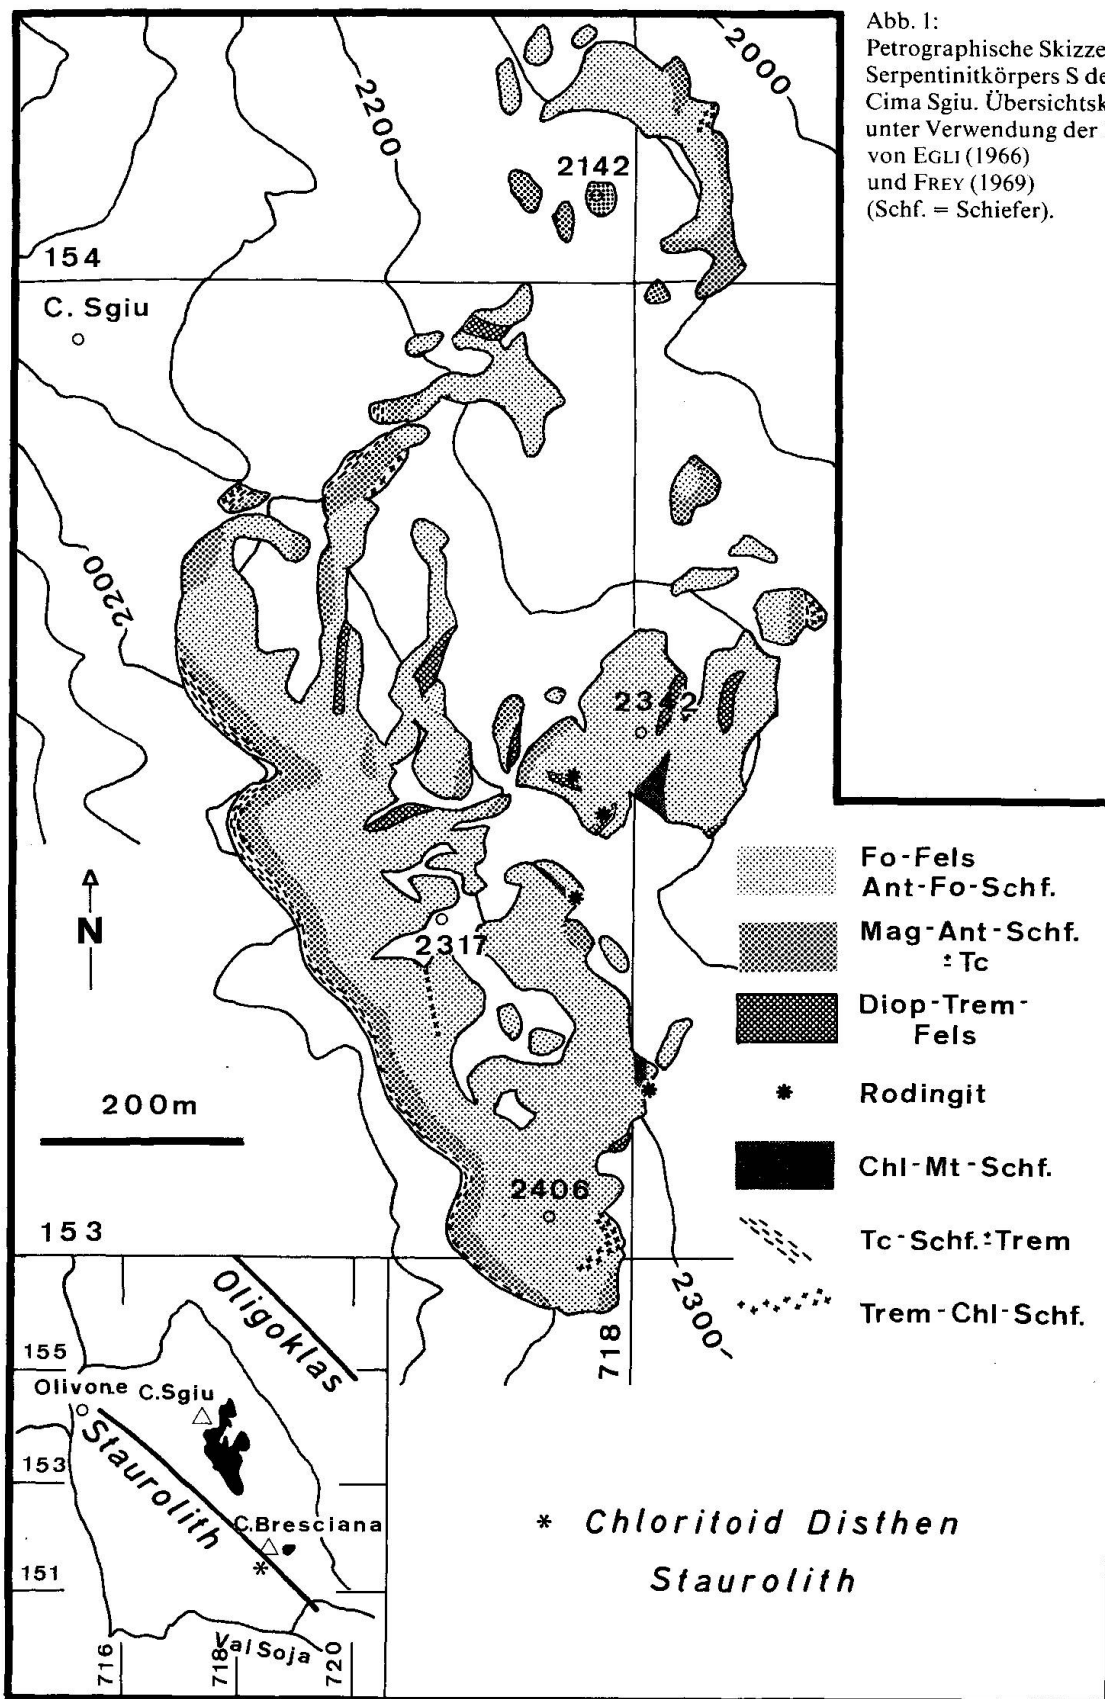 Abb. 1:
Petrographische Skizze
Serpentinitkörpers S
Cima Sgiu.
unter Verwendung der
von EGLI (1966)
und FREY (1969)
(Schf. = Schiefer).
2000
2200
2142
154
C. Sgiu
2200
2342
2317
N
200m
2406
153
2300
718
Fo-Fels
Ant-Fo-Schf.
Mag-Ant-Schf.
± Tc
Diop-Trem-
Fels
Rodingit
Chl-Mt-Schf.
Tc-Schf.±Trem
Trem-Chl-Schf.
Oligoklas
155
Olivone C.Sgiu
Staurolith
153
C.Bresciana
151
Val Soja
716
718
720
* Chloritoid Disthen
Staurolith